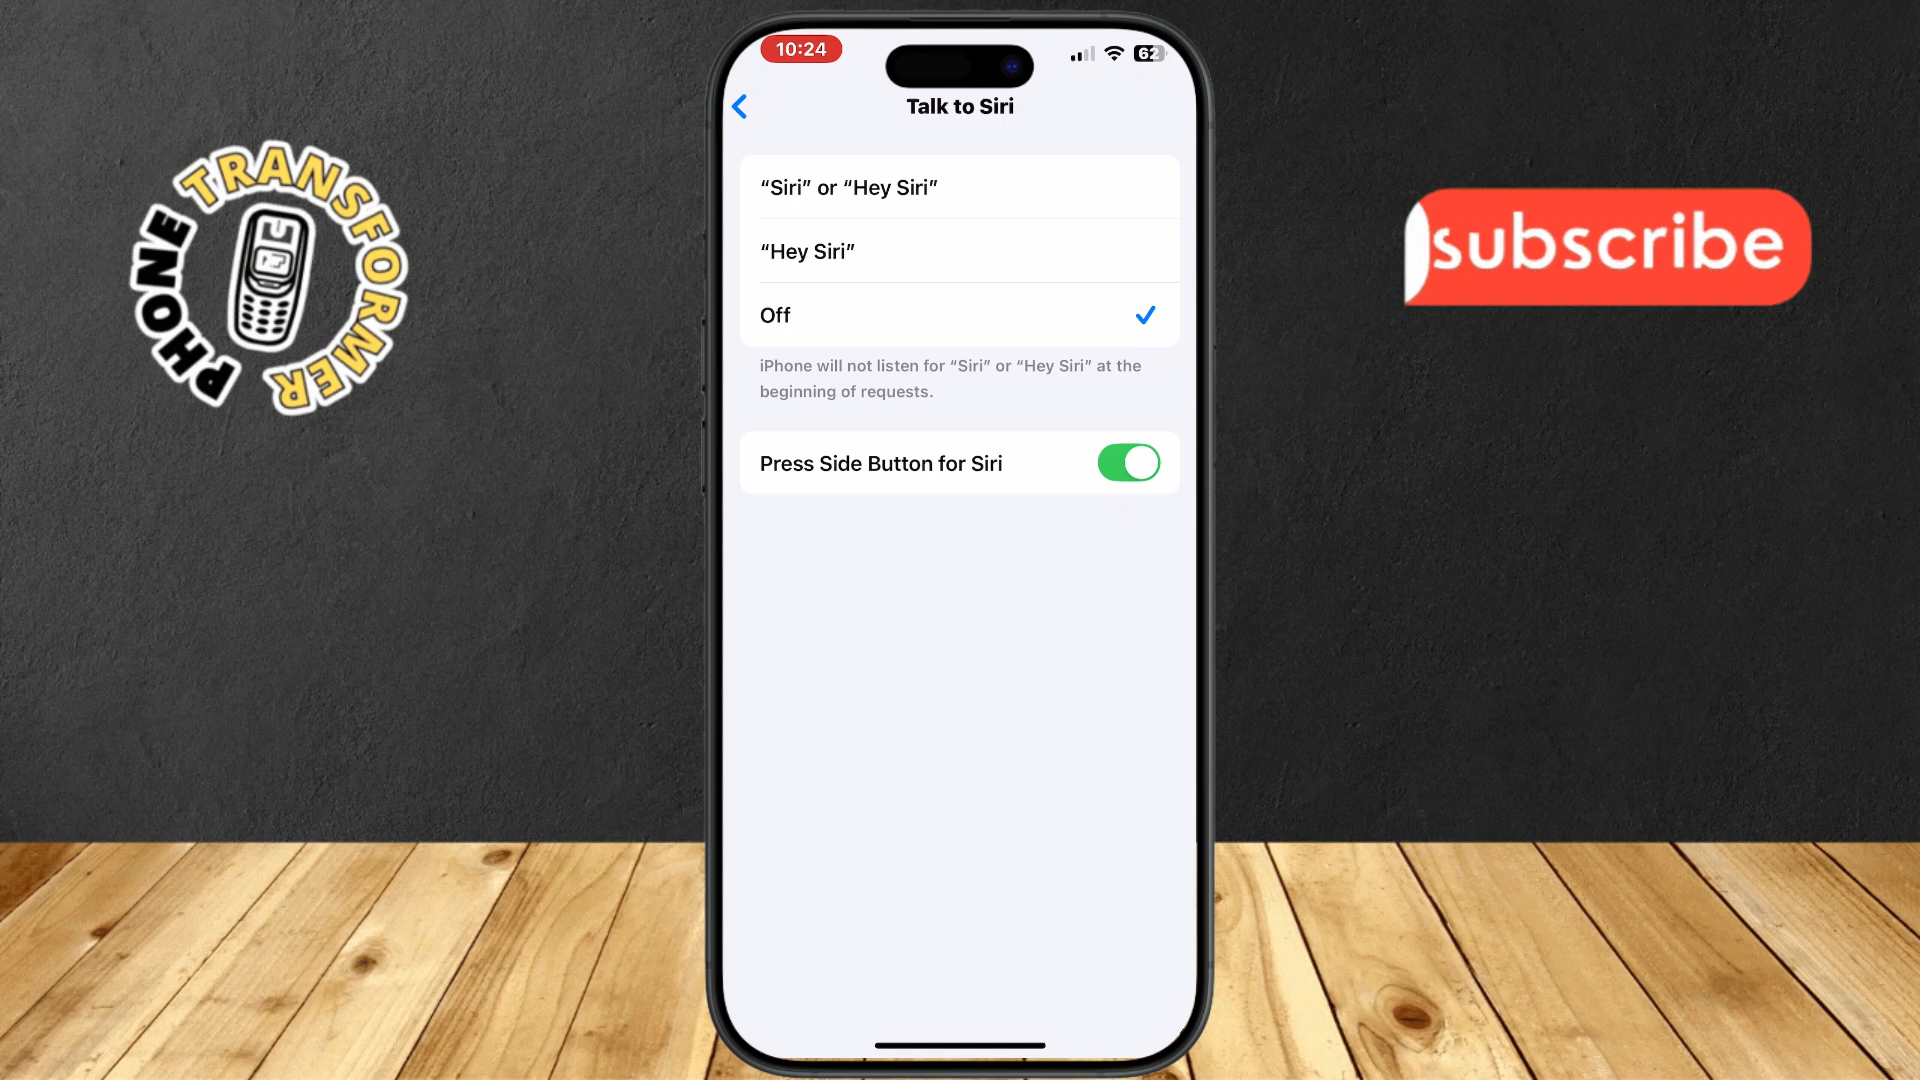 PHONE TRANSFORMER
10:24
62
Talk to Siri
“Siri” or “Hey Siri”
“Hey Siri”
Off
iPhone will not listen for “Siri” or “Hey Siri” at the
beginning of requests.
Press Side Button for Siri
subscribe